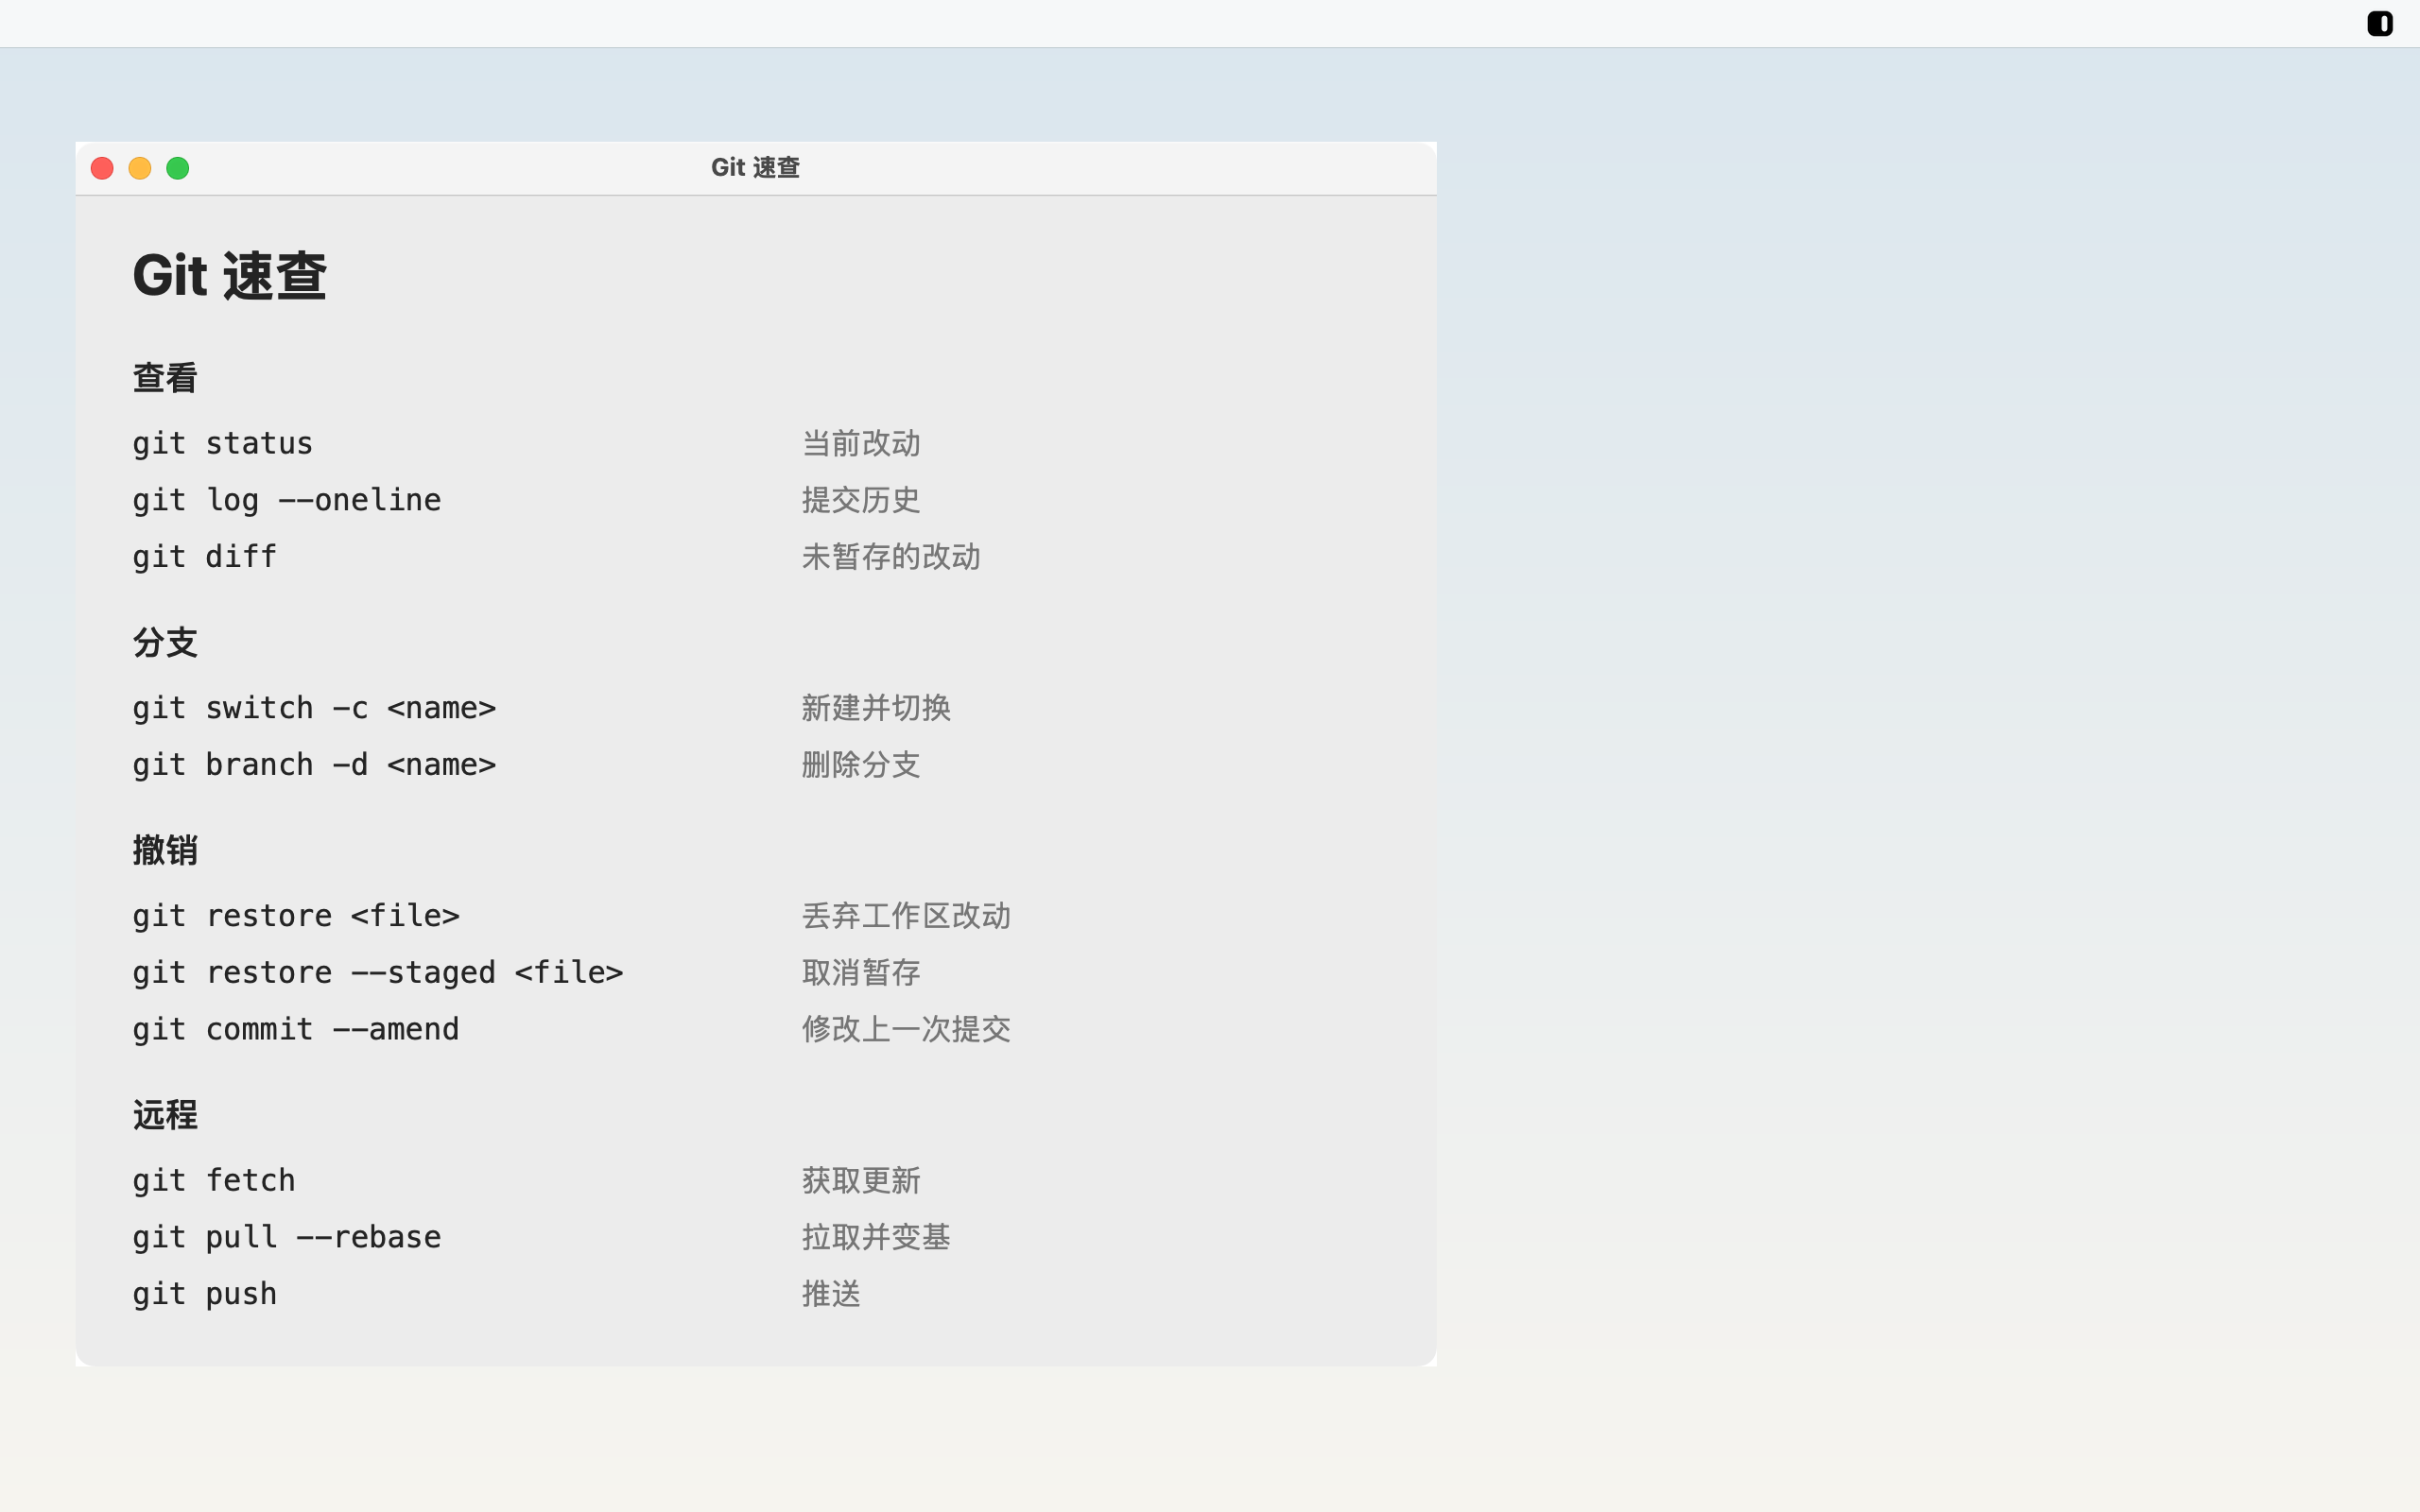 Git 速查
Git 速查
查看
git status 当前改动
git log --oneline 提交历史
git diff 未暂存的改动
分支
git switch -c <name> 新建并切换
git branch -d <name> 删除分支
撤销
git restore <file> 丢弃工作区改动
git restore --staged <file> 取消暂存
git commit --amend 修改上一次提交
远程
git fetch 获取更新
git pull --rebase 拉取并变基
git push 推送